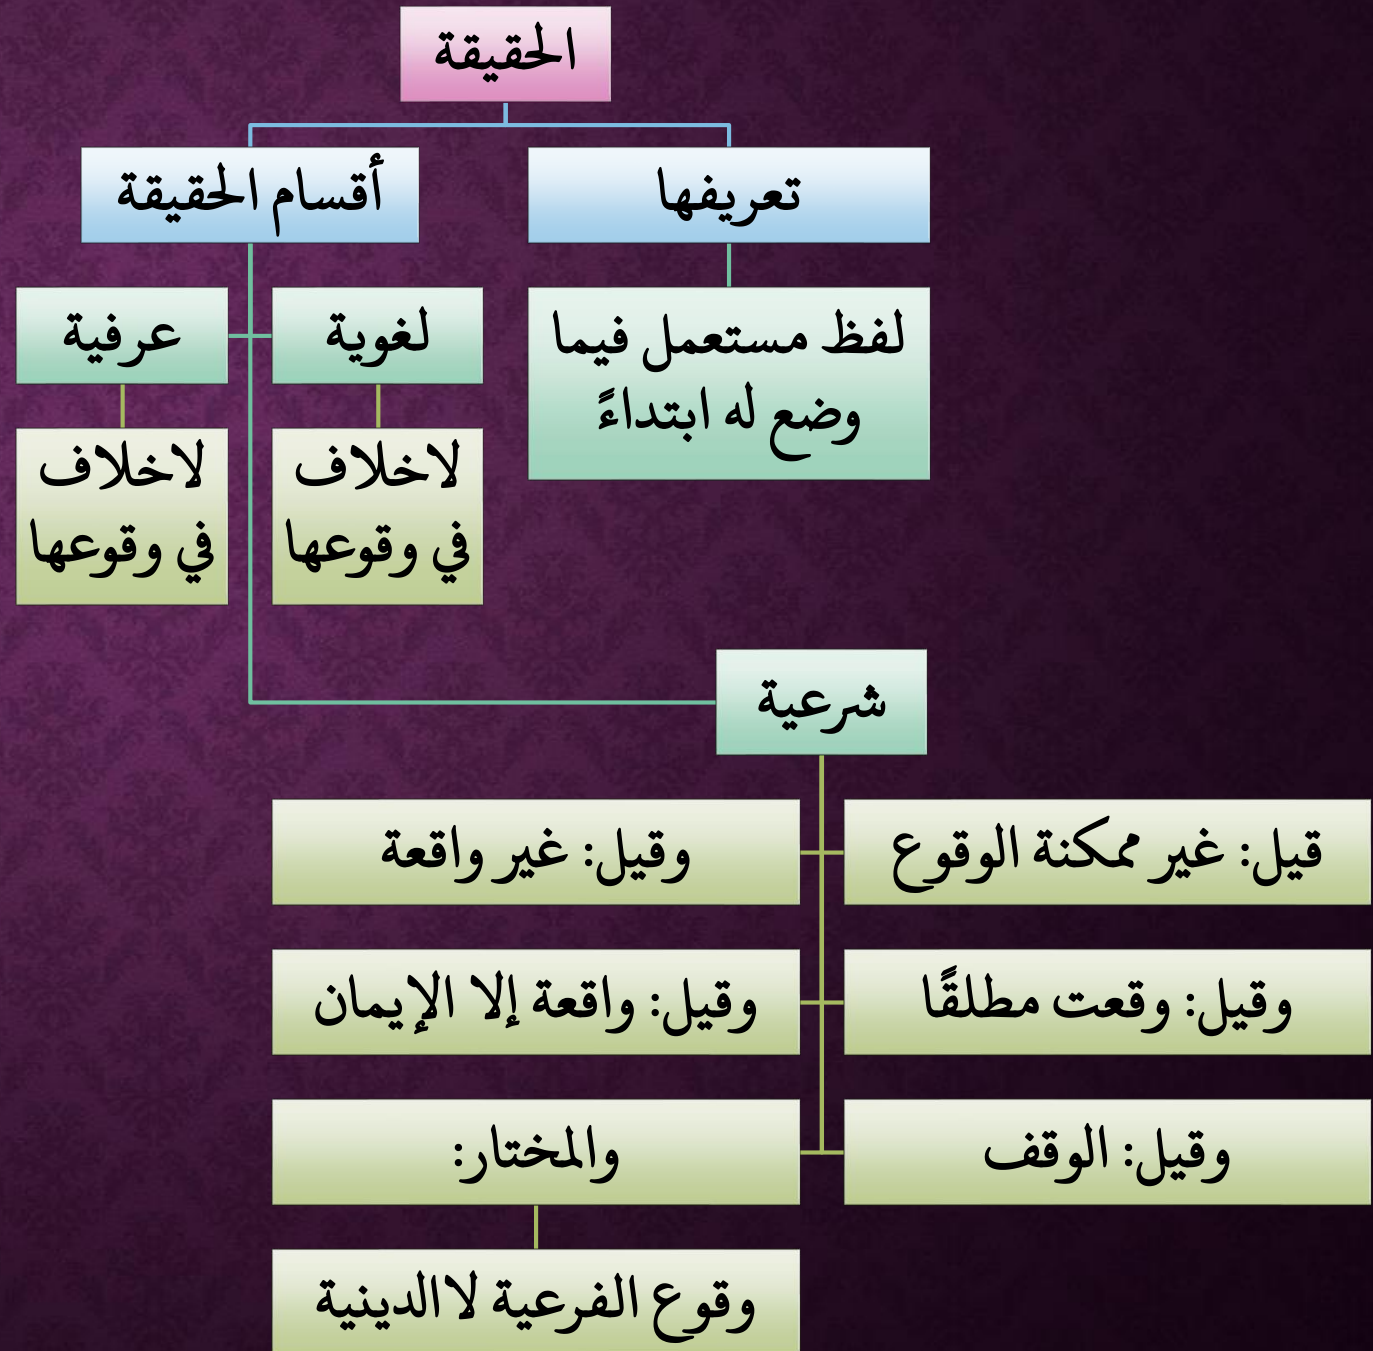 الحقيقة
تعريفها
أقسام الحقيقة
لفظ مستعمل فيما
وضع له ابتداءً
لغوية
عرفية
لاخلاف
في وقوعها
لاخلاف
في وقوعها
شرعية
قيل: غير ممكنة الوقوع
وقيل: غير واقعة
وقيل: وقعت مطلقًا
وقيل: واقعة إلا الإيمان
وقيل: الوقف
والمختار:
وقوع الفرعية لاالدينية